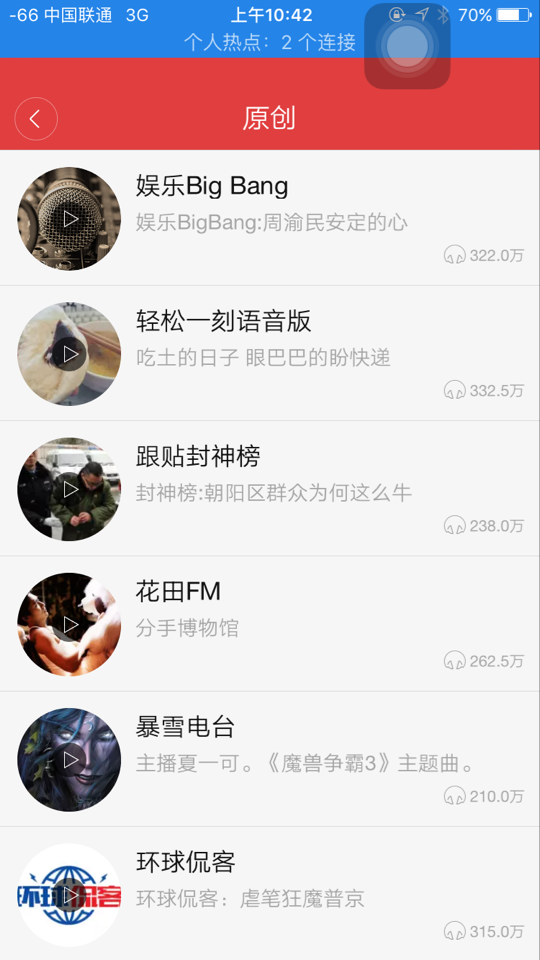 -66 中国联通 3G 上午10:42 70%
个人热点：2 个连接
原创
娱乐Big Bang
娱乐BigBang:周渝民安定的心
322.0万
轻松一刻语音版
吃土的日子 眼巴巴的盼快递
332.5万
跟贴封神榜
封神榜:朝阳区群众为何这么牛
238.0万
花田FM
分手博物馆
262.5万
暴雪电台
主播夏一可。《魔兽争霸3》主题曲。
210.0万
环球侃客
环球侃客
环球侃客：虐笔狂魔普京
315.0万